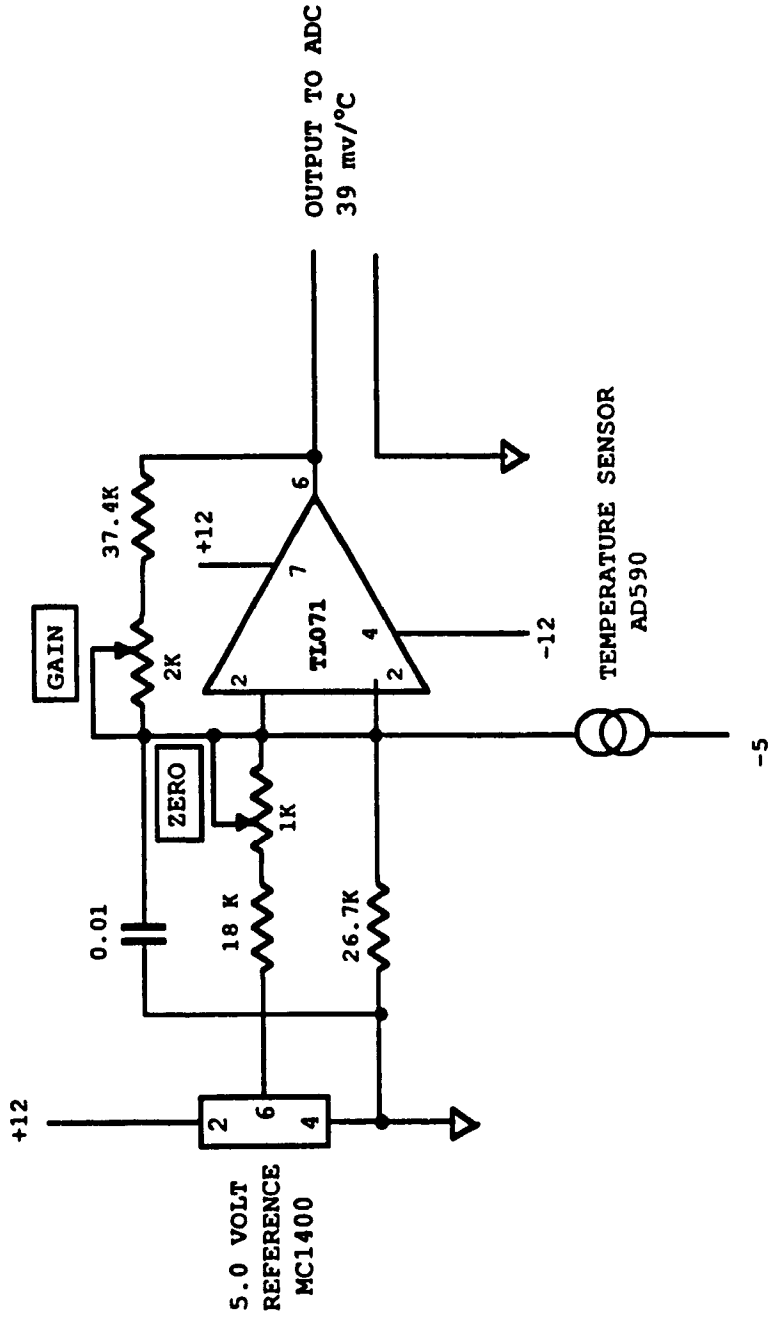 +12
5.0 VOLT
REFERENCE
MC1400
2
6
4
0.01
18 K
26.7K
ZERO
1K
GAIN
2K
37.4K
2
TL071
7
4
2
6
+12
-12
OUTPUT TO ADC
39 mv/°C
TEMPERATURE SENSOR
AD590
-5